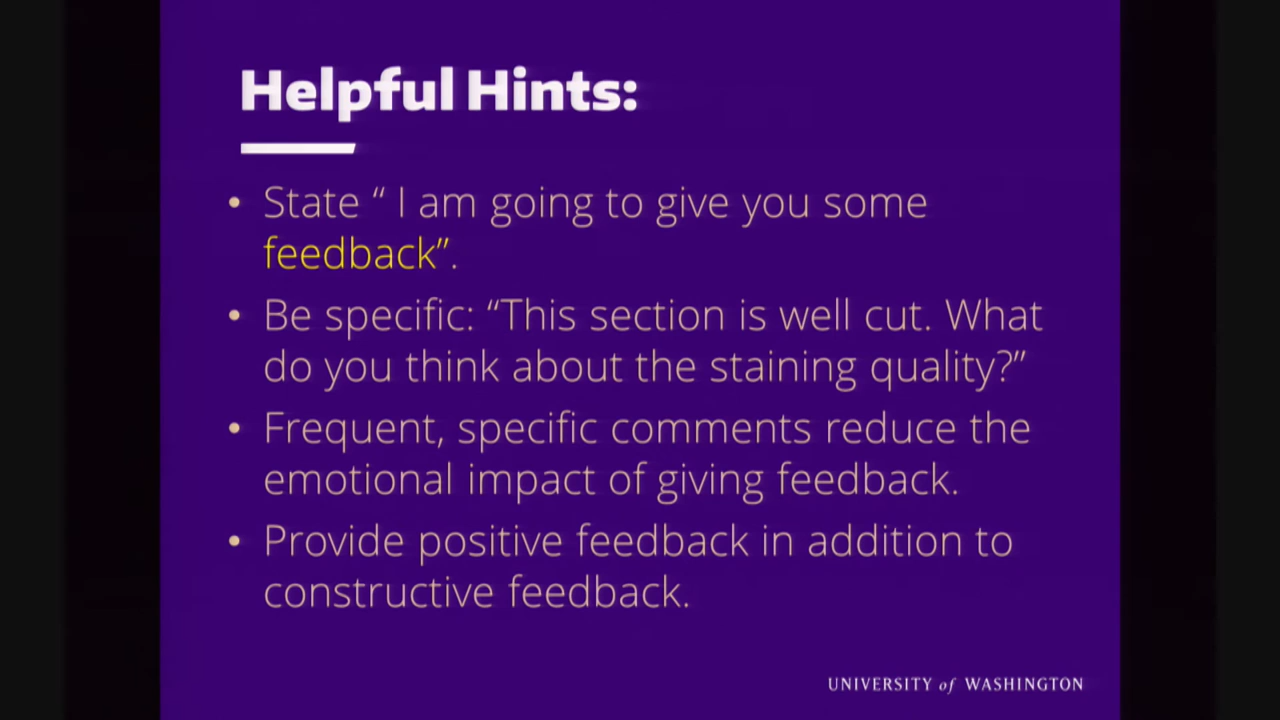 Helpful Hints:
• State “ I am going to give you some
feedback”.
• Be specific: “This section is well cut. What
do you think about the staining quality?”
• Frequent, specific comments reduce the
emotional impact of giving feedback.
• Provide positive feedback in addition to
constructive feedback.
UNIVERSITY of WASHINGTON